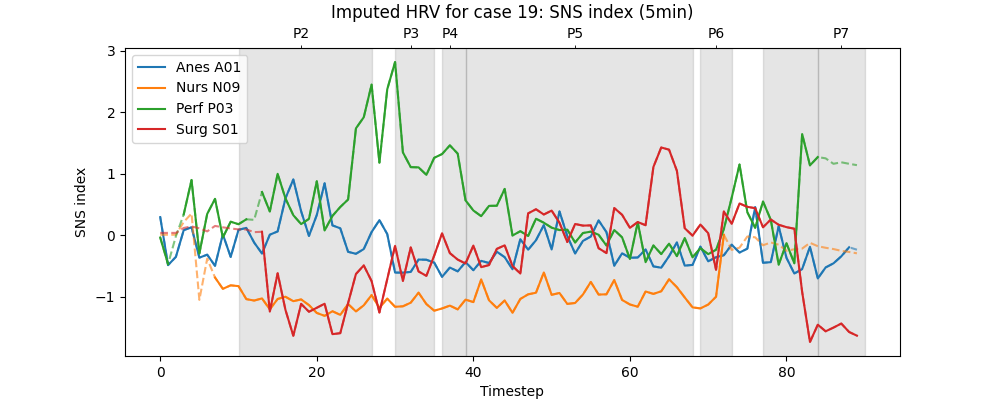 Imputed HRV for case 19: SNS index (5min)
P2 P3 P4 P5 P6 P7
Anes A01
Nurs N09
Perf P03
Surg S01
SNS index
3
2
1
0
−1
0 20 40 60 80
Timestep